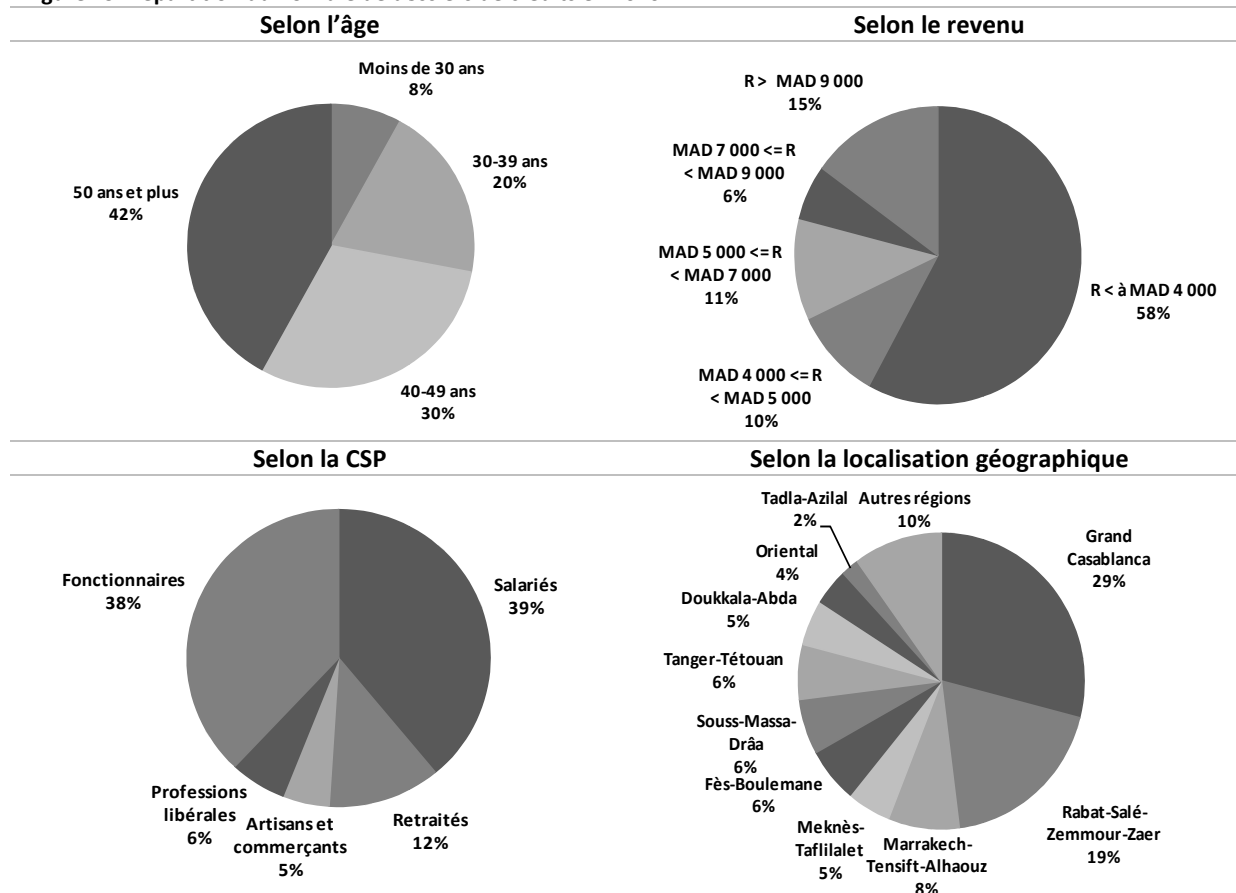 Selon l'âge
Selon le revenu
Moins de 30 ans
8%
30-39 ans
20%
50 ans et plus
42%
40-49 ans
30%
R > MAD 9 000
15%
MAD 7 000 <= R
< MAD 9 000
6%
MAD 5 000 <= R
< MAD 7 000
11%
MAD 4 000 <= R
< MAD 5 000
10%
R < à MAD 4 000
58%
Selon la CSP
Selon la localisation géographique
Fonctionnaires
38%
Salariés
39%
Professions
libérales
6%
Artisans et
commerçants
5%
Retraités
12%
Tadla-Azilal
2%
Autres régions
10%
Oriental
4%
Doukkala-Abda
5%
Tanger-Tétouan
6%
Souss-Massa-
Drâa
6%
Fès-Boulemane
6%
Meknès-
Taflilalet
5%
Marrakech-
Tensift-Alhaouz
8%
Grand
Casablanca
29%
Rabat-Salé-
Zemmour-Zaer
19%